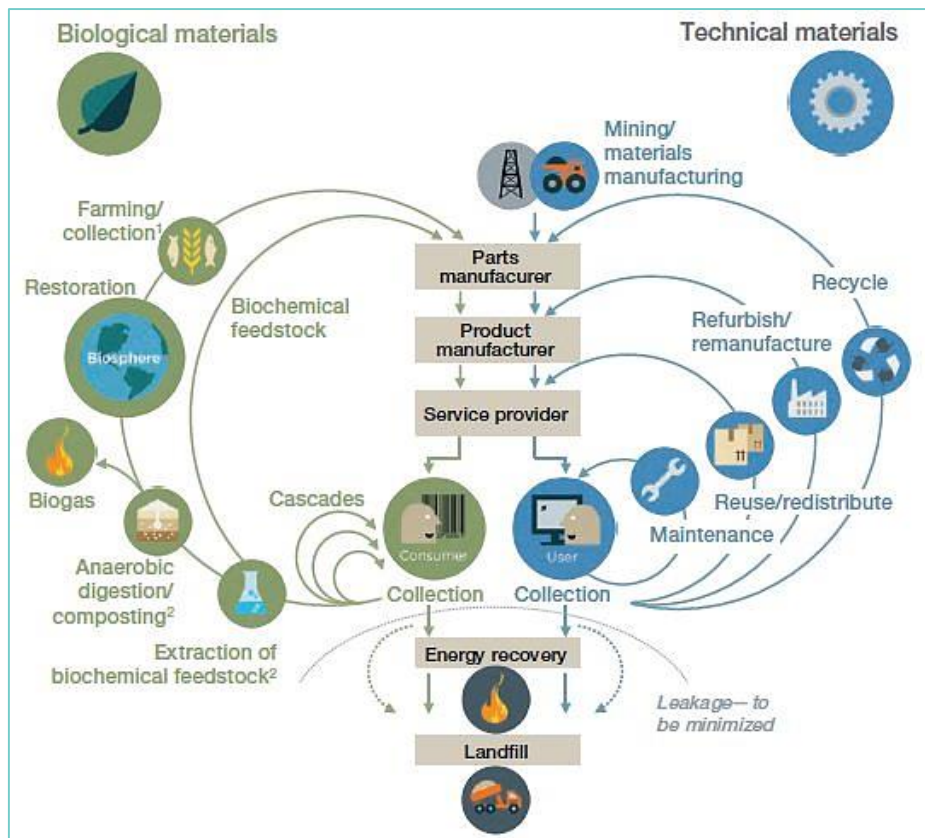 Biological materials
Technical materials
Mining/
materials
manufacturing
Farming/
collection¹
Parts
manufacurer
Restoration
Biosphere
Biochemical
feedstock
Recycle
Product
manufacturer
Refurbish/
remanufacture
Service provider
Biogas
Cascades
Consumer
User
Reuse/redistribute
Maintenance
Anaerobic
digestion/
composting²
Collection
Collection
Extraction of
biochemical feedstock²
Energy recovery
Leakage—to
be minimized
Landfill